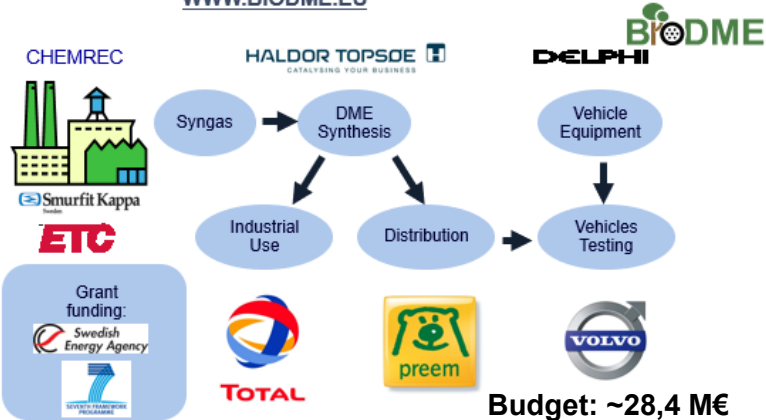 WWW.BIODME.EU
BIODME
CHEMREC
HALDOR TOPSØE
CATALYSING YOUR BUSINESS
DELPHI
Syngas
DME
Synthesis
Vehicle
Equipment
Smurfit Kappa
Sweden
ETC
Industrial
Use
Distribution
Vehicles
Testing
Grant
funding:
Swedish
Energy Agency
7
SEVENTH FRAMEWORK
PROGRAMME
TOTAL
preem
VOLVO
Budget: ~28,4 M€